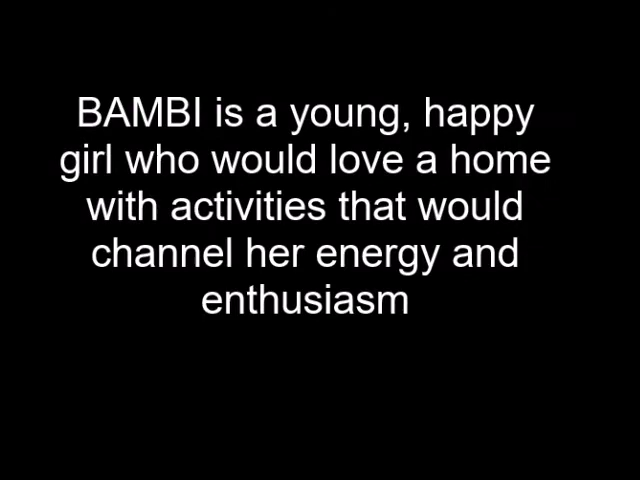 BAMBI is a young, happy
girl who would love a home
with activities that would
channel her energy and
enthusiasm